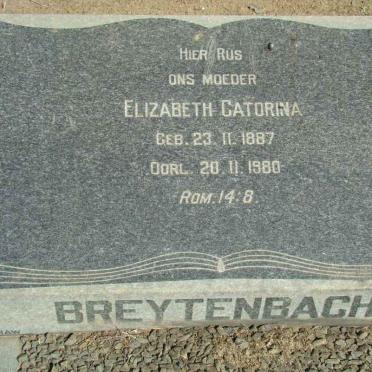 HIER RUS
ONS MOEDER
ELIZABETH CATORINA
GEB. 23. 11. 1887
OORL. 20. 11. 1980
ROM. 14:8
BREYTENBACH